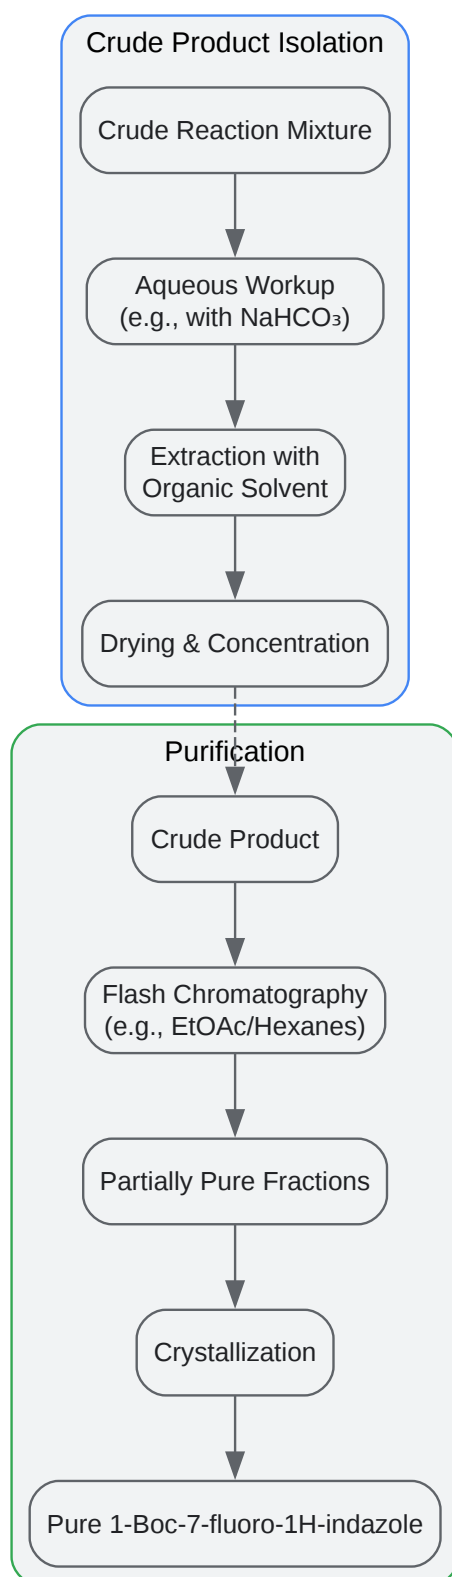 Crude Product Isolation
Crude Reaction Mixture
Aqueous Workup
(e.g., with NaHCO₃)
Extraction with
Organic Solvent
Drying & Concentration
Purification
Crude Product
Flash Chromatography
(e.g., EtOAc/Hexanes)
Partially Pure Fractions
Crystallization
Pure 1-Boc-7-fluoro-1H-indazole